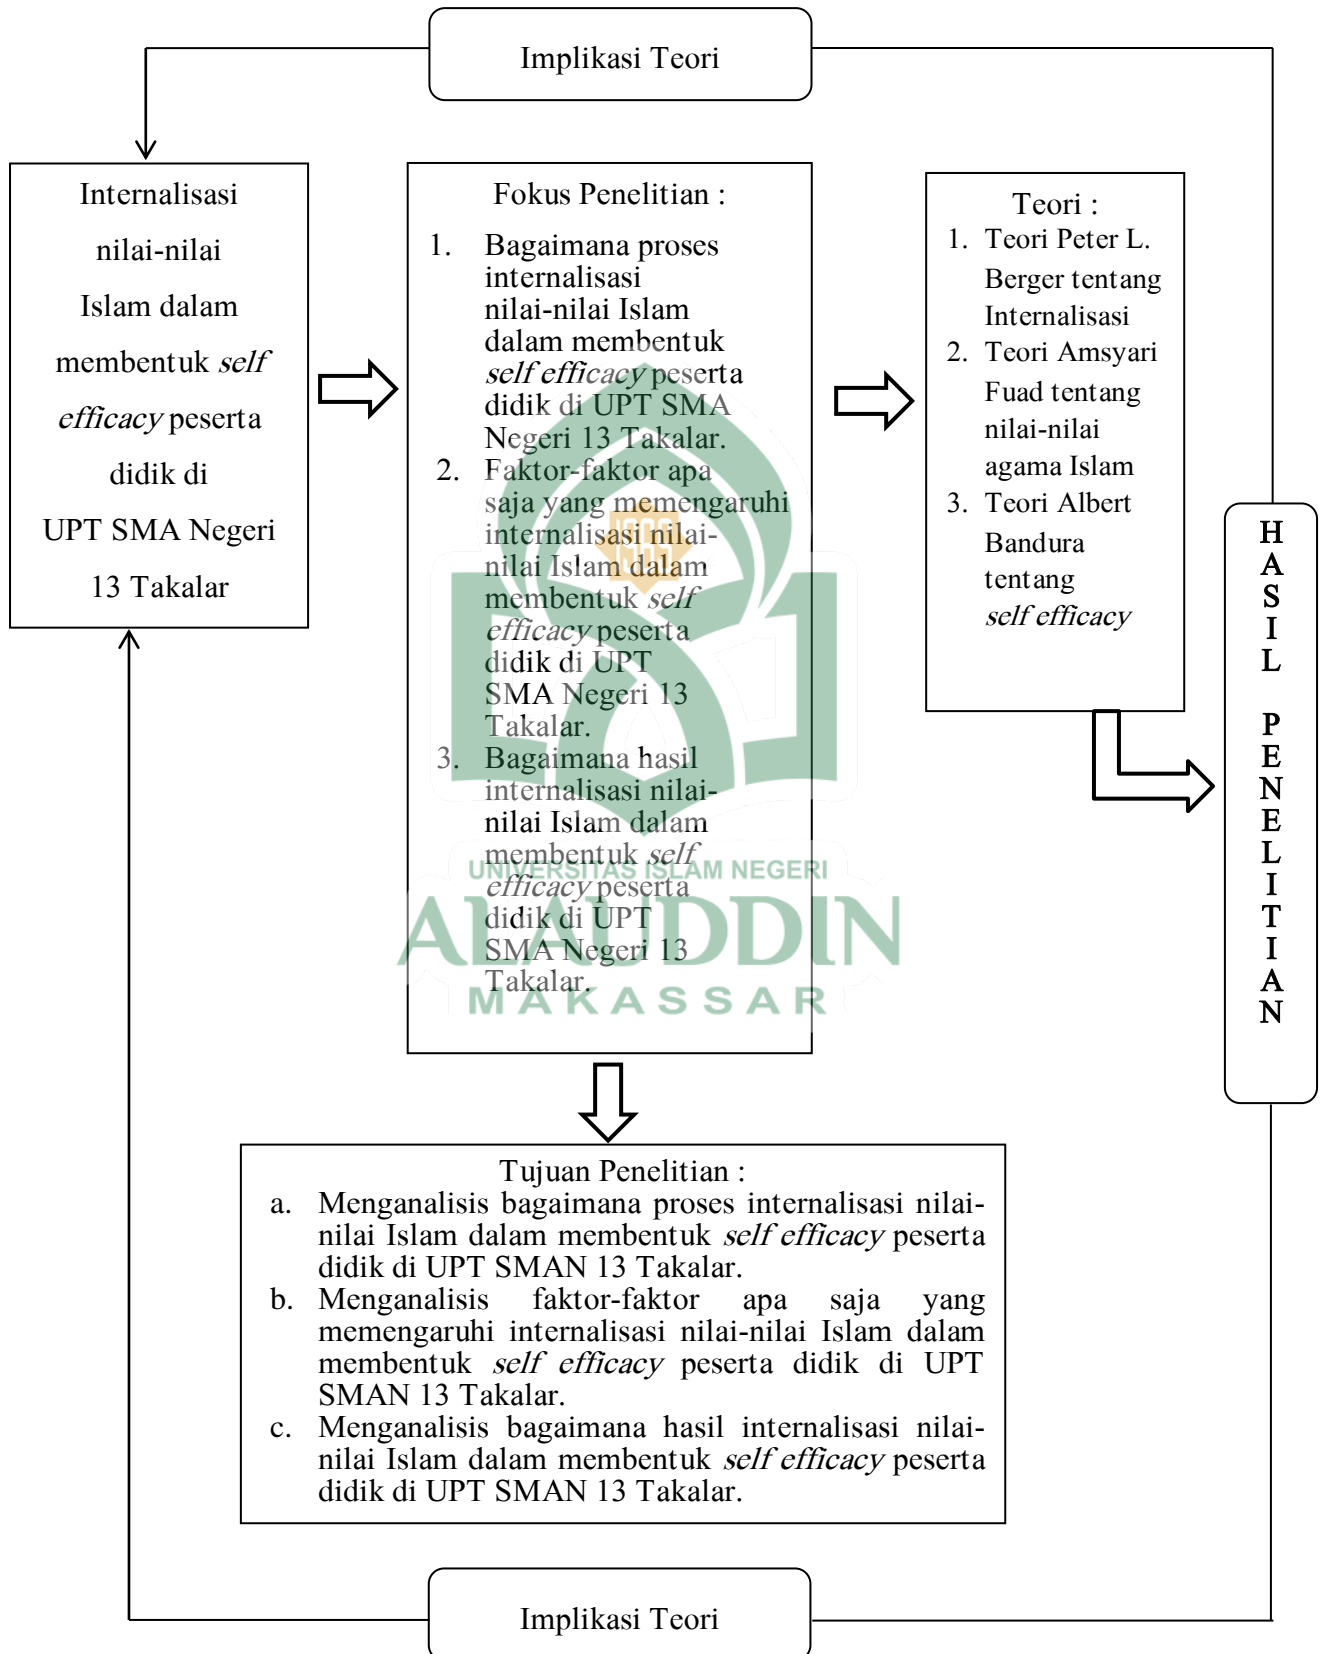 Implikasi Teori
Internalisasi
nilai-nilai
Islam dalam
membentuk self
efficacy peserta
didik di
UPT SMA Negeri
13 Takalar
Fokus Penelitian :
1. Bagaimana proses
internalisasi
nilai-nilai Islam
dalam membentuk
self efficacy peserta
didik di UPT SMA
Negeri 13 Takalar.
2. Faktor-faktor apa
saja yang memengaruhi
internalisasi nilai-
nilai Islam dalam
membentuk self
efficacy peserta
didik di UPT
SMA Negeri 13
Takalar.
3. Bagaimana hasil
internalisasi nilai-
nilai Islam dalam
membentuk self
efficacy peserta
didik di UPT
SMA Negeri 13
Takalar.
Teori :
1. Teori Peter L.
Berger tentang
Internalisasi
2. Teori Amsyari
Fuad tentang
nilai-nilai
agama Islam
3. Teori Albert
Bandura
tentang
self efficacy
HASIL PENELITIAN
1965
UNIVERSITAS ISLAM NEGERI
ALAUDDIN
MAKASSAR
Tujuan Penelitian :
a. Menganalisis bagaimana proses internalisasi nilai-
nilai Islam dalam membentuk self efficacy peserta
didik di UPT SMAN 13 Takalar.
b. Menganalisis faktor-faktor apa saja yang
memengaruhi internalisasi nilai-nilai Islam dalam
membentuk self efficacy peserta didik di UPT
SMAN 13 Takalar.
c. Menganalisis bagaimana hasil internalisasi nilai-
nilai Islam dalam membentuk self efficacy peserta
didik di UPT SMAN 13 Takalar.
Implikasi Teori